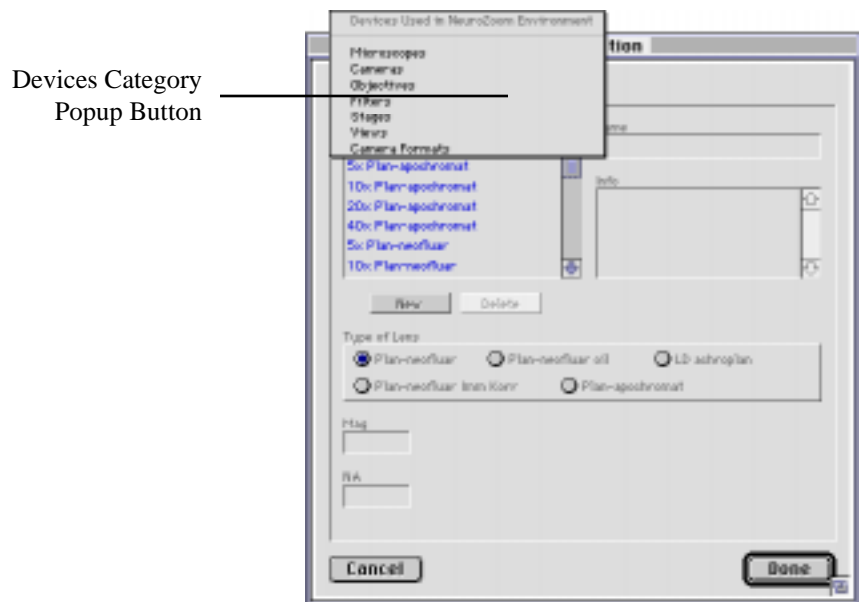 Devices Used in NeuroZoom Environment
tion
Microscopes
Cameras
Objectives
Filters
Stages
Views
Camera Formats
Devices Category
Popup Button
ame
5x Plan-apochromat
10x Plan-apochromat
20x Plan-apochromat
40x Plan-apochromat
5x Plan-neofluar
10x Plan-neofluar
Info
New Delete
Type of Lens
Plan-neofluar Plan-neofluar oil LD achroplan
Plan-neofluar Imm Korr Plan-apochromat
Mag
NA
Cancel Done